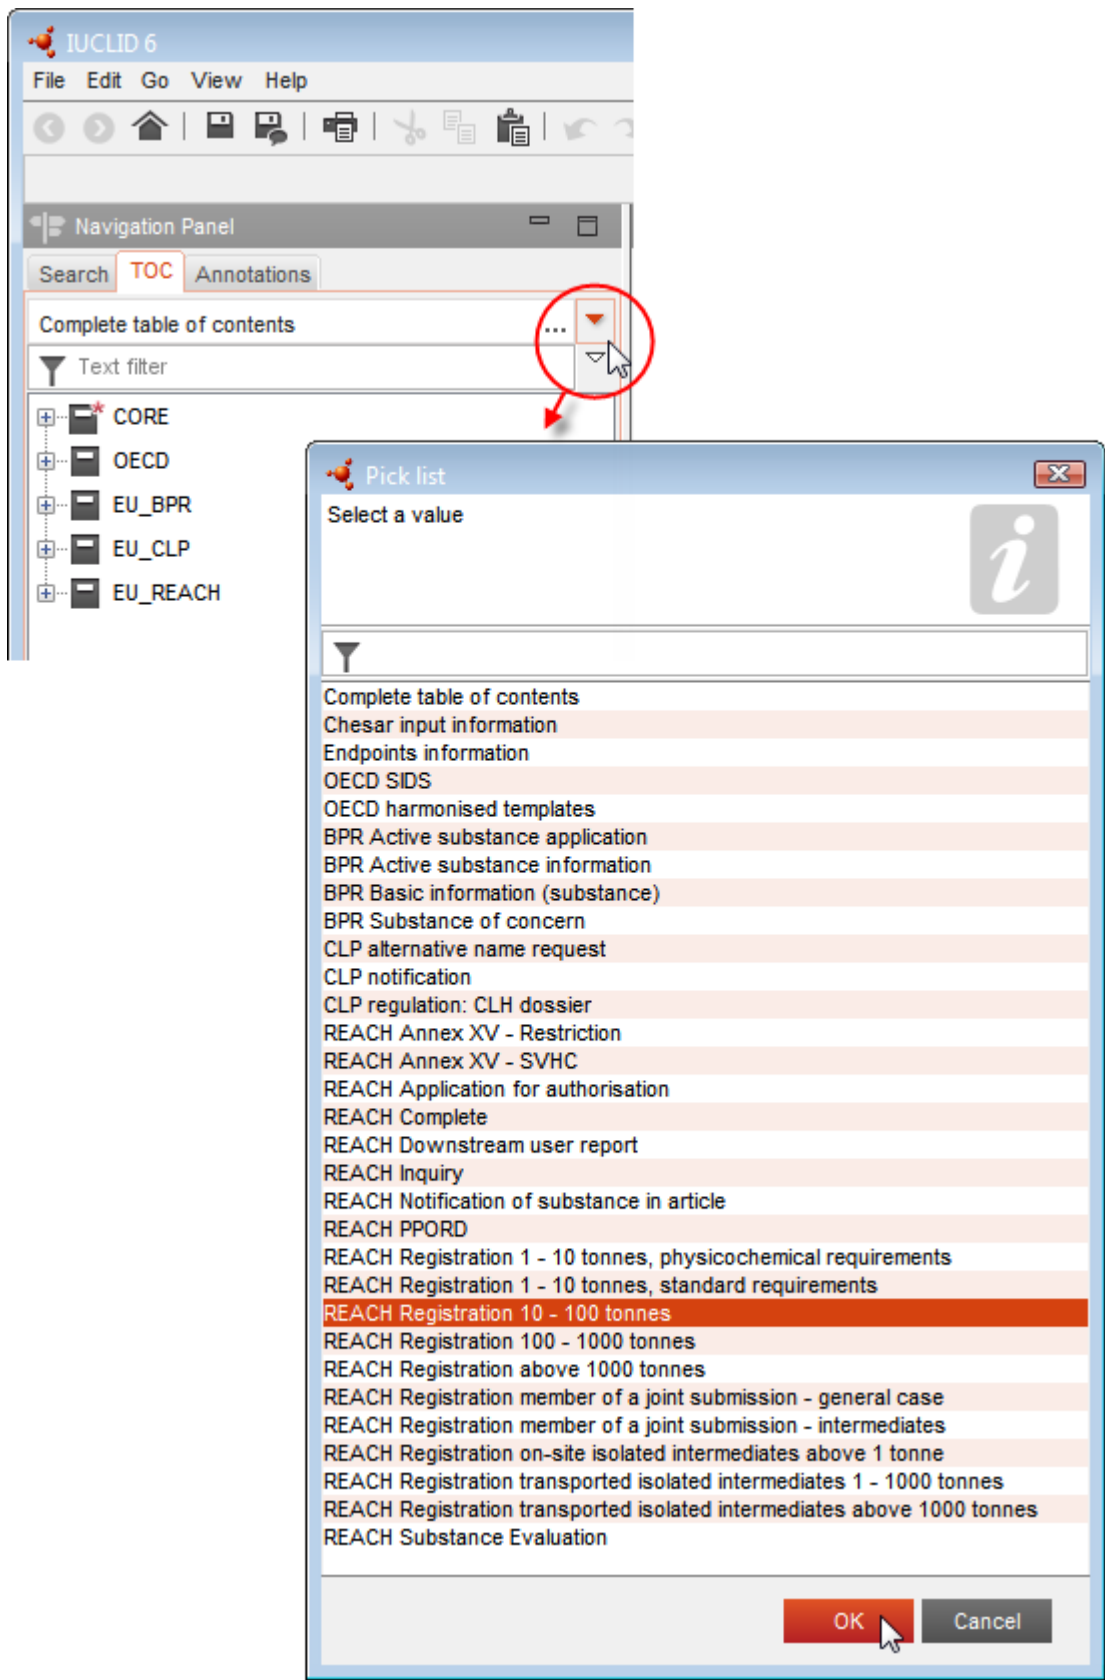 IUCLID 6
File Edit Go View Help
Navigation Panel
Search TOC Annotations
Complete table of contents ...
Text filter
CORE
OECD
EU_BPR
EU_CLP
EU_REACH
Pick list
Select a value
Complete table of contents
Chesar input information
Endpoints information
OECD SIDS
OECD harmonised templates
BPR Active substance application
BPR Active substance information
BPR Basic information (substance)
BPR Substance of concern
CLP alternative name request
CLP notification
CLP regulation: CLH dossier
REACH Annex XV - Restriction
REACH Annex XV - SVHC
REACH Application for authorisation
REACH Complete
REACH Downstream user report
REACH Inquiry
REACH Notification of substance in article
REACH PPORD
REACH Registration 1 - 10 tonnes, physicochemical requirements
REACH Registration 1 - 10 tonnes, standard requirements
REACH Registration 10 - 100 tonnes
REACH Registration 100 - 1000 tonnes
REACH Registration above 1000 tonnes
REACH Registration member of a joint submission - general case
REACH Registration member of a joint submission - intermediates
REACH Registration on-site isolated intermediates above 1 tonne
REACH Registration transported isolated intermediates 1 - 1000 tonnes
REACH Registration transported isolated intermediates above 1000 tonnes
REACH Substance Evaluation
OK Cancel